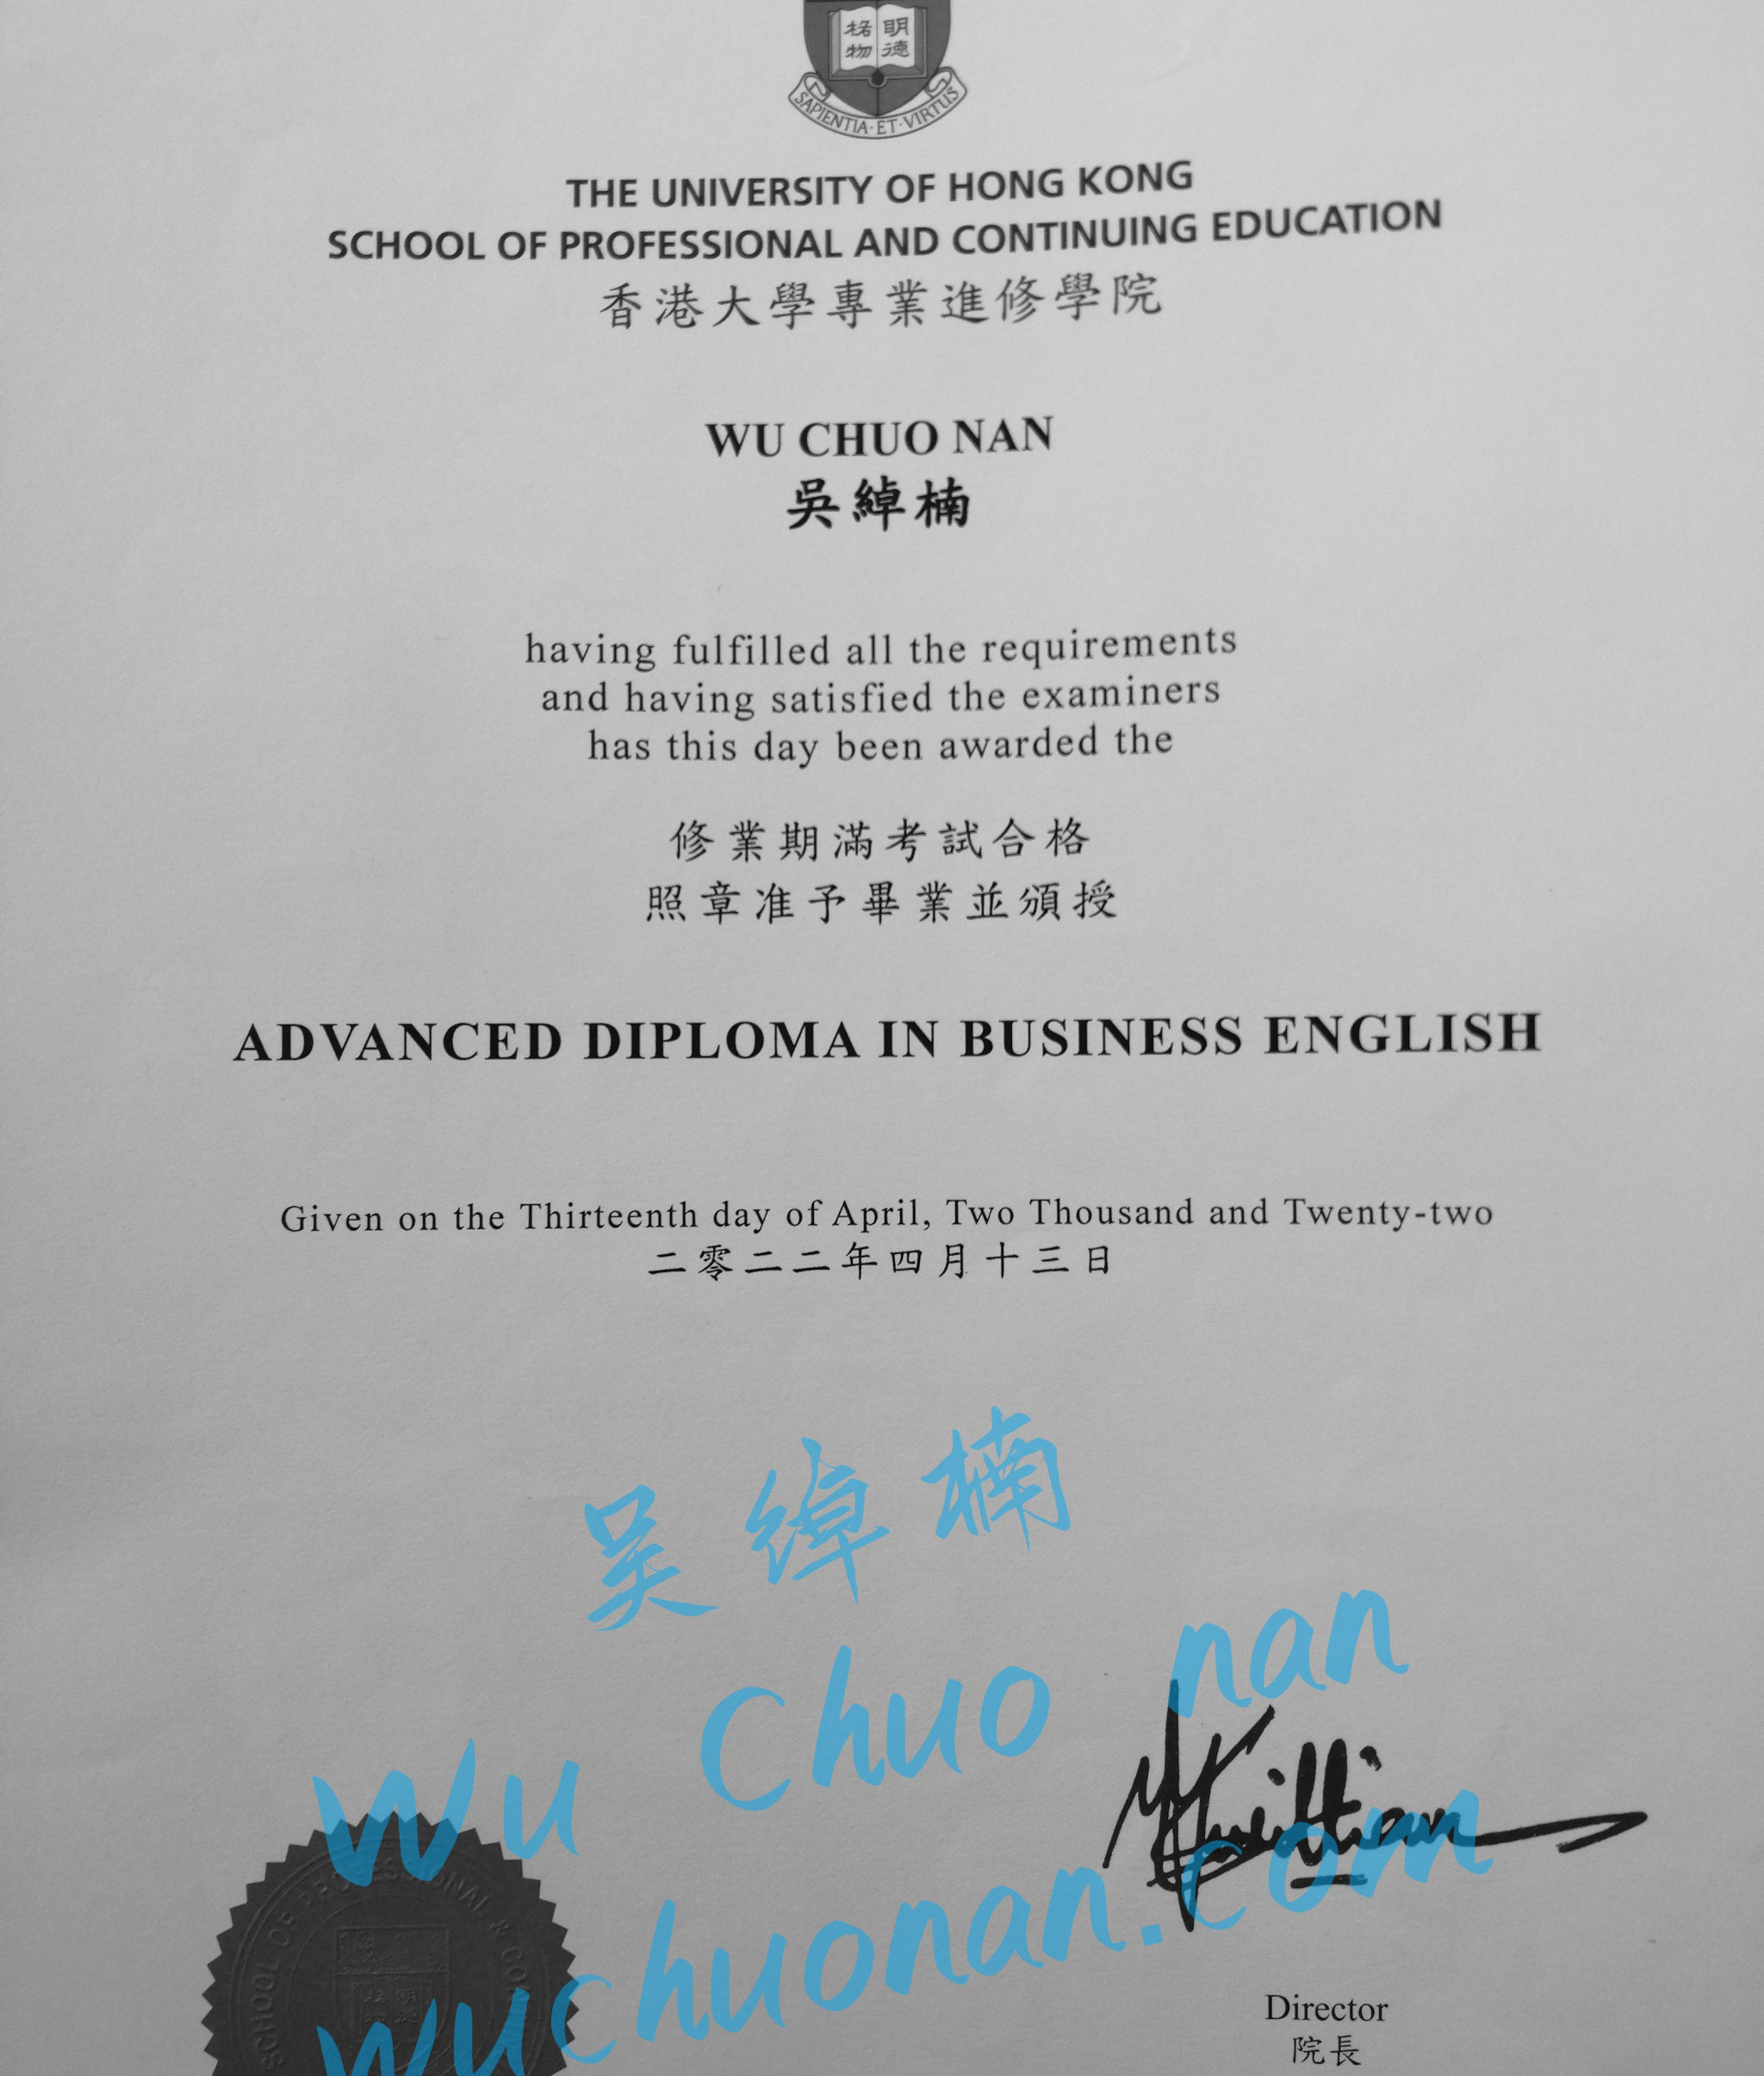 格物 明德
SAPIENTIA·ET·VIRTUS
THE UNIVERSITY OF HONG KONG
SCHOOL OF PROFESSIONAL AND CONTINUING EDUCATION
香港大學專業進修學院
WU CHUO NAN
吳綽楠
having fulfilled all the requirements
and having satisfied the examiners
has this day been awarded the
修業期滿考試合格
照章准予畢業並頒授
ADVANCED DIPLOMA IN BUSINESS ENGLISH
Given on the Thirteenth day of April, Two Thousand and Twenty-two
二零二二年四月十三日
吴绰楠
Wu Chuo nan
wuchuonan.com
SCHOOL OF PROFESSIONAL & CON
Director
院長